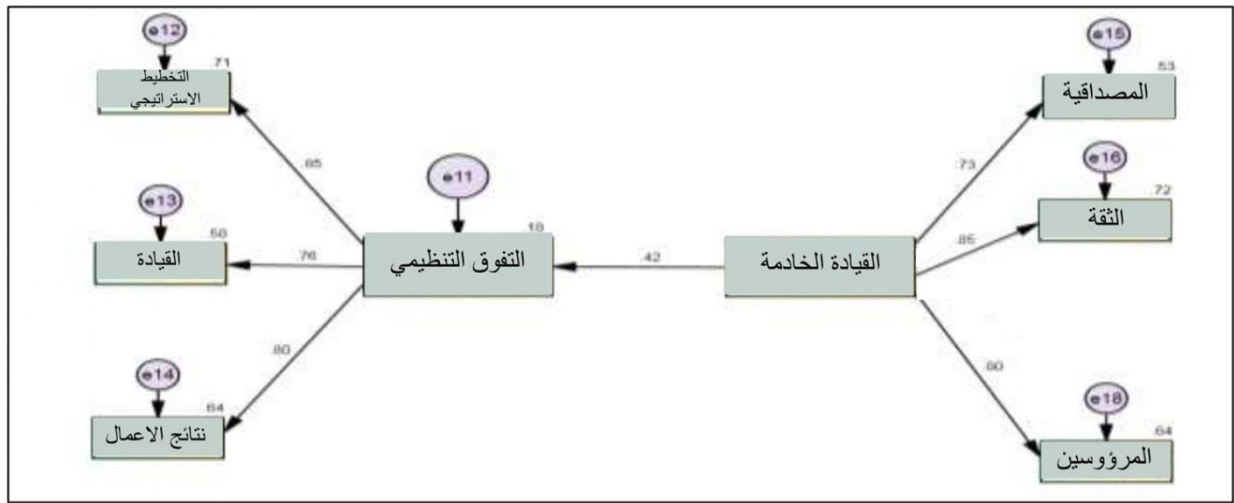 e12
.71
التخطيط
الاستراتيجي
e15
.53
المصداقية
.85
.73
e16
.72
الثقة
.85
e11
.18
التفوق التنظيمي
القيادة الخادمة
.42
e13
.58
القيادة
.76
.80
e14
.64
نتائج الاعمال
.80
e18
.64
المرؤوسين